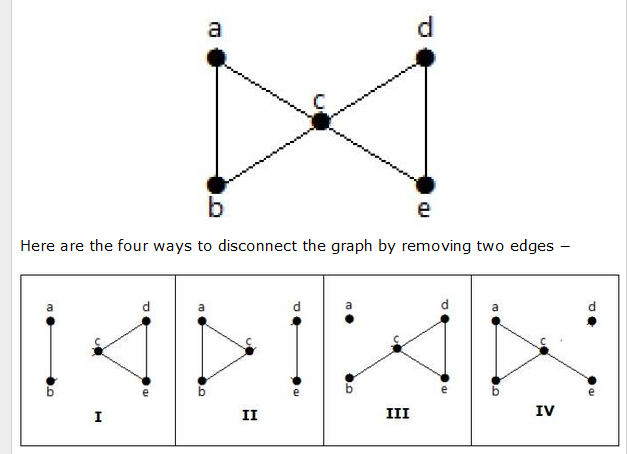 a d
c
b e
Here are the four ways to disconnect the graph by removing two edges −
a d a d a d a d
c c c c
b e b e b e b e
I II III IV